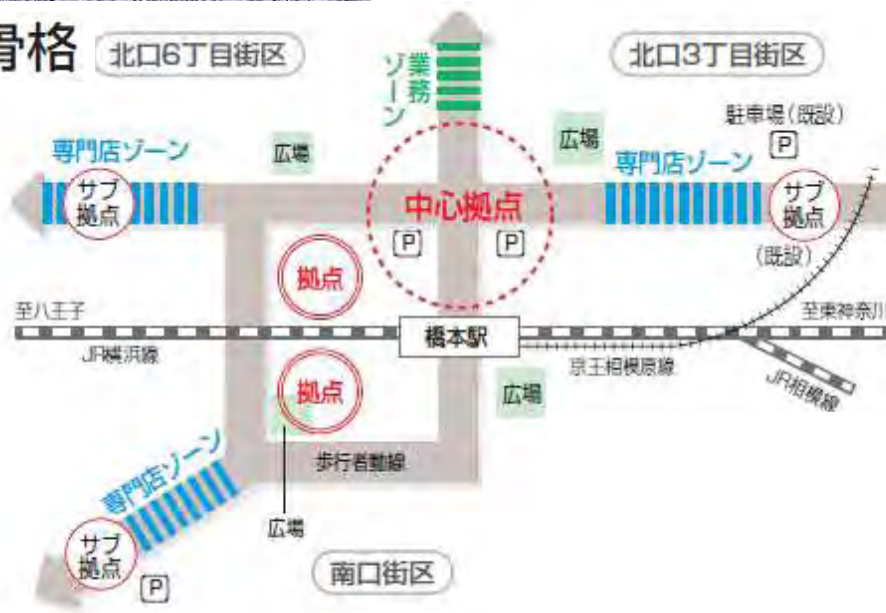 骨格
北口6丁目街区
業務
ゾーン
北口3丁目街区
駐車場(既設)
P
専門店ゾーン
広場
広場
専門店ゾーン
サブ
拠点
中心拠点
サブ
拠点
P
P
(既設)
拠点
至八王子
橋本駅
至東神奈川
JR横浜線
京王相模原線
JR相模線
拠点
広場
専門店ゾーン
歩行者動線
広場
サブ
拠点
P
南口街区